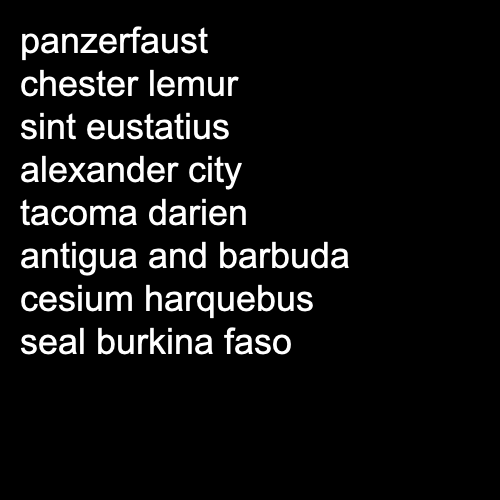 panzerfaust
chester lemur
sint eustatius
alexander city
tacoma darien
antigua and barbuda
cesium harquebus
seal burkina faso